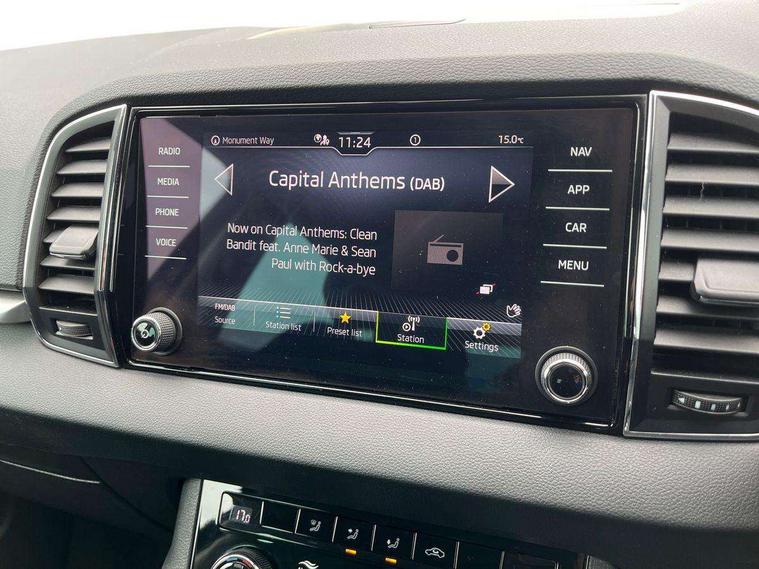 Monument Way
11:24
1
15.0°C
RADIO
MEDIA
PHONE
VOICE
Capital Anthems (DAB)
Now on Capital Anthems: Clean
Bandit feat. Anne Marie & Sean
Paul with Rock-a-bye
FM/DAB
Source
Station list
Preset list
Station
Settings
NAV
APP
CAR
MENU
17.0